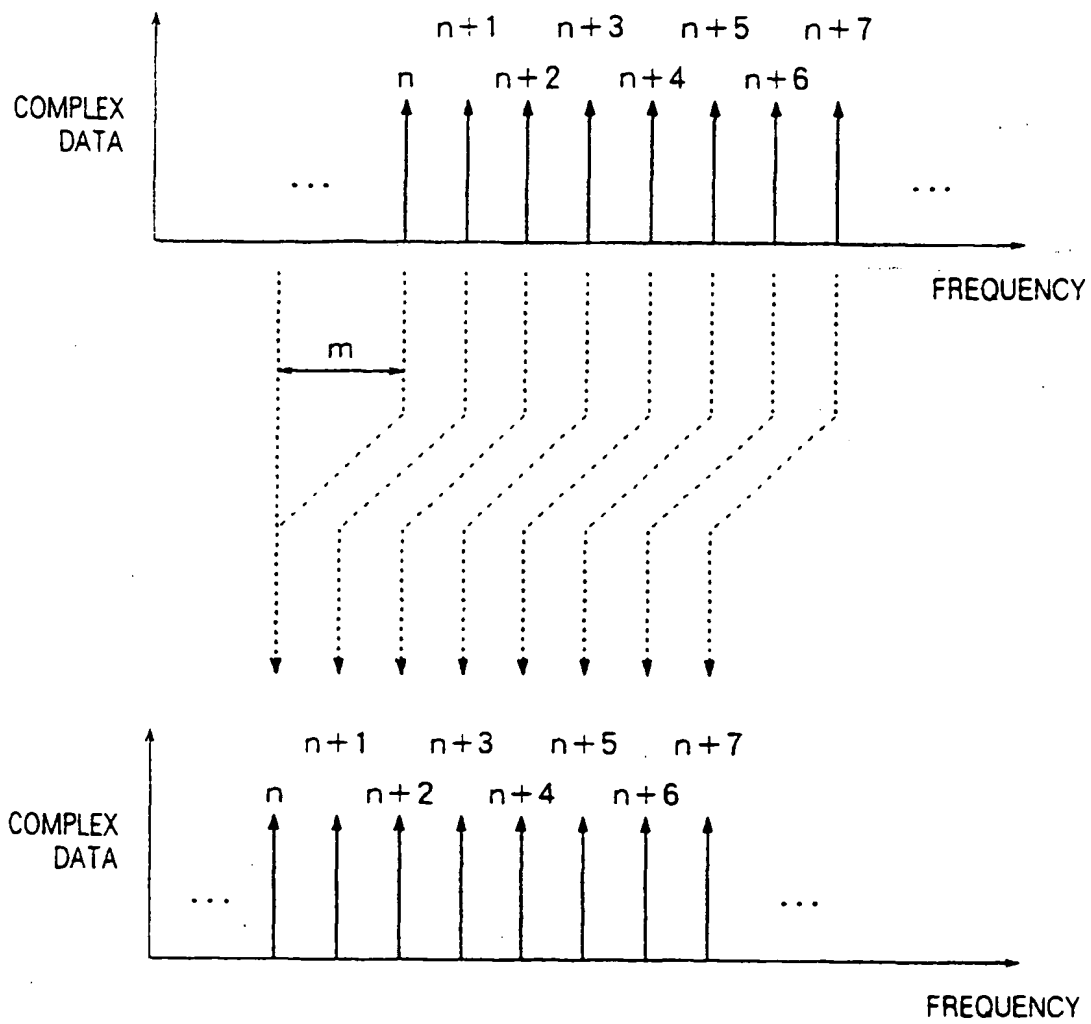 n+1 n+3 n+5 n+7
n n+2 n+4 n+6
COMPLEX
DATA
... ...
FREQUENCY
m
n+1 n+3 n+5 n+7
n n+2 n+4 n+6
COMPLEX
DATA
... ...
FREQUENCY